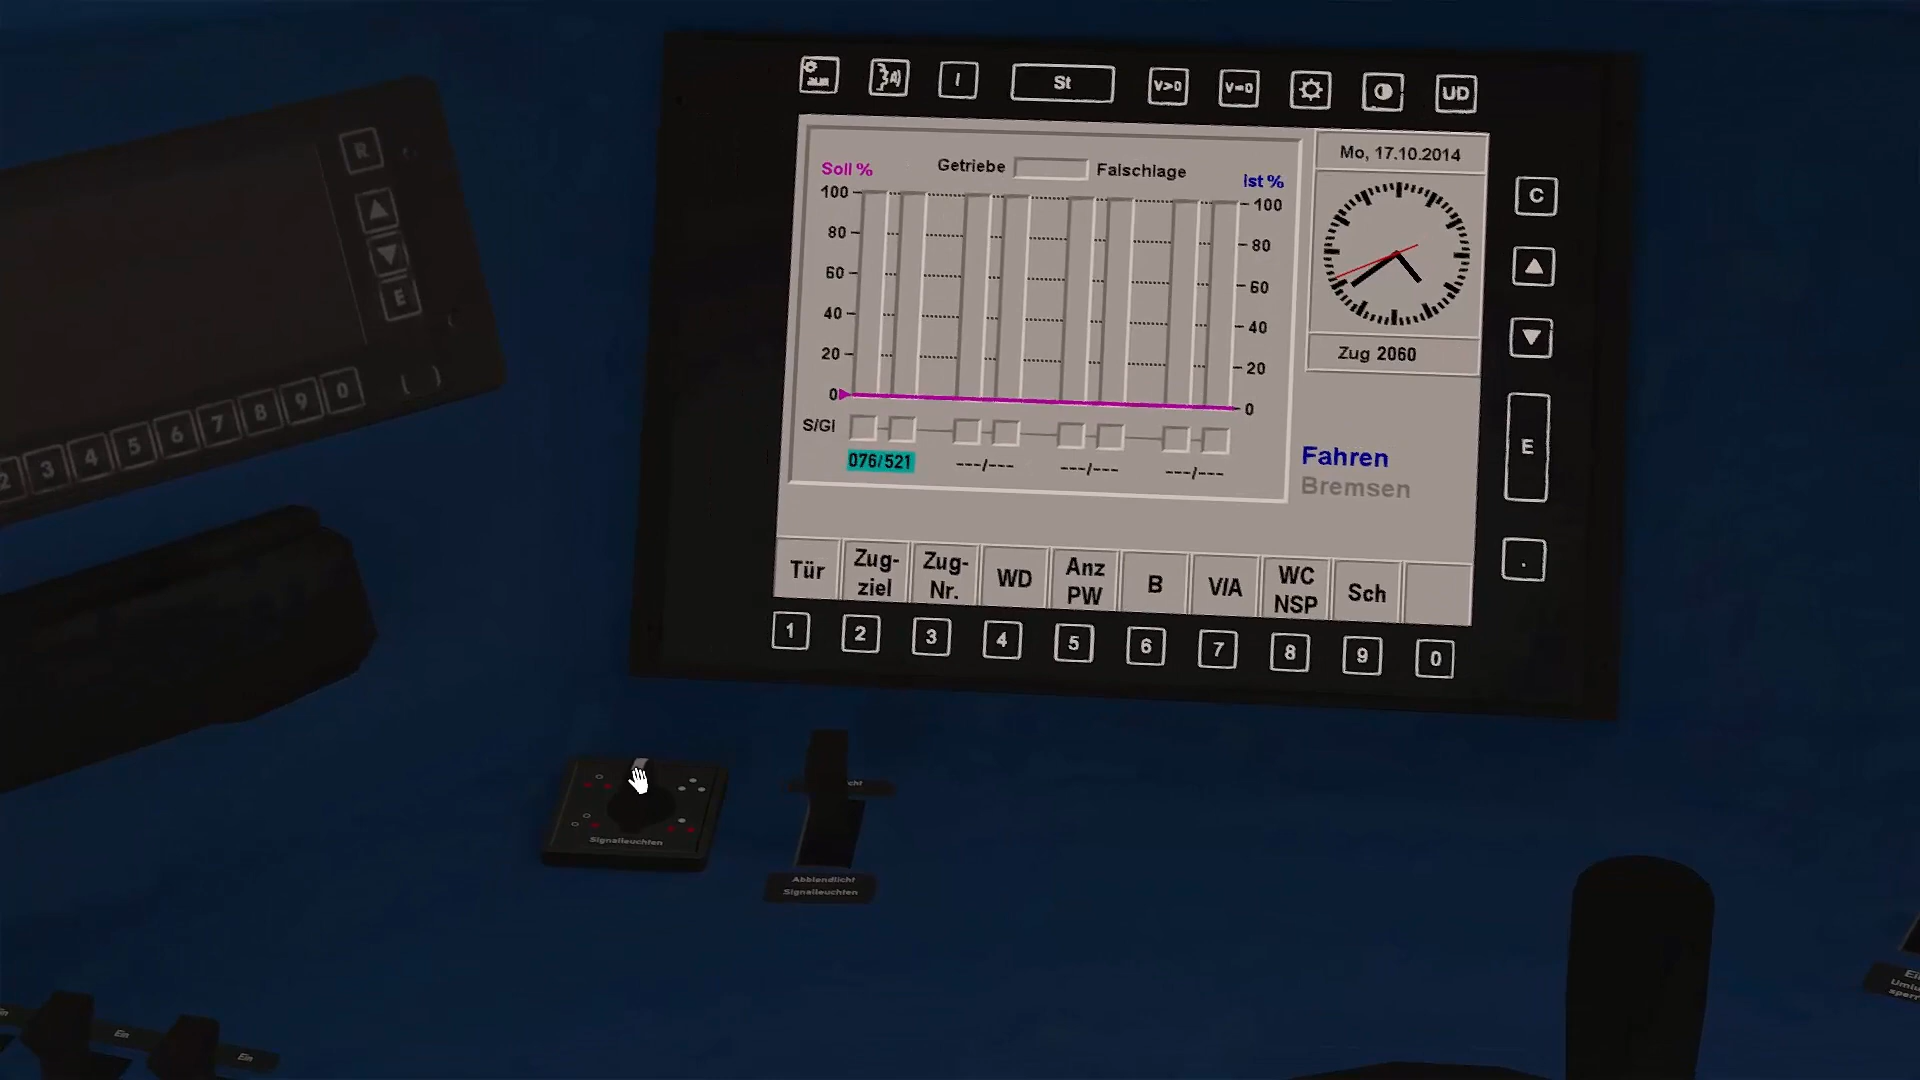 St
V>0
V=0
UD
Mo, 17.10.2014
Getriebe
Falschlage
Soll %
Ist %
100
80
60
40
20
0
100
80
60
40
20
0
S/Gl
076/521
---/---
---/---
---/---
Zug 2060
Fahren
Bremsen
Tür
Zug-
ziel
Zug-
Nr.
WD
Anz
PW
B
V/A
WC
NSP
Sch
1
2
3
4
5
6
7
8
9
0
C
E
.
R
E
2
3
4
5
6
7
8
9
0
Signalleuchten
Abblendlicht
Signalleuchten
Ein
Ein